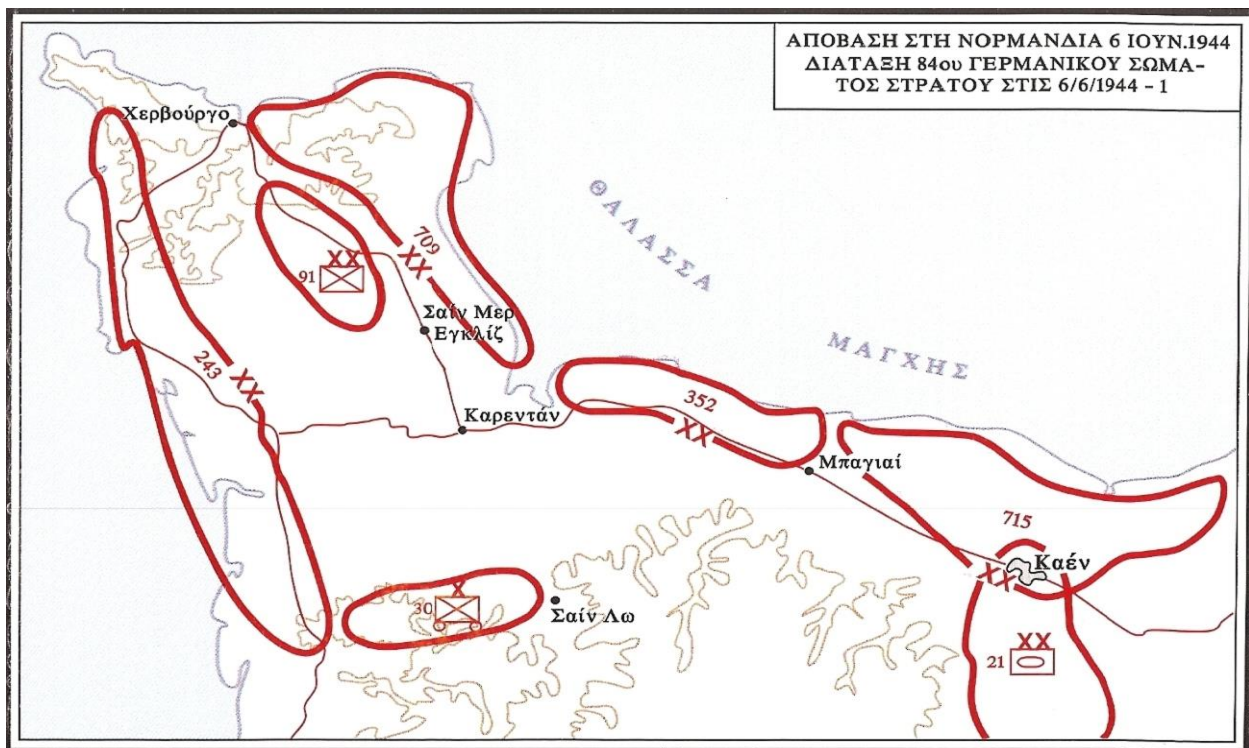 ΑΠΟΒΑΣΗ ΣΤΗ ΝΟΡΜΑΝΔΙΑ 6 ΙΟΥΝ.1944
ΔΙΑΤΑΞΗ 84ου ΓΕΡΜΑΝΙΚΟΥ ΣΩΜΑ-
ΤΟΣ ΣΤΡΑΤΟΥ ΣΤΙΣ 6/6/1944 - 1
Χερβούργο
ΘΑΛΑΣΣΑ
709
XX
XX
91
Σαίν Μερ
Εγκλίζ
ΜΑΓΧΗΣ
243
XX
352
XX
Καρεντάν
Μπαγιαί
715
Καέν
XX
X
30
Σαίν Λω
XX
21